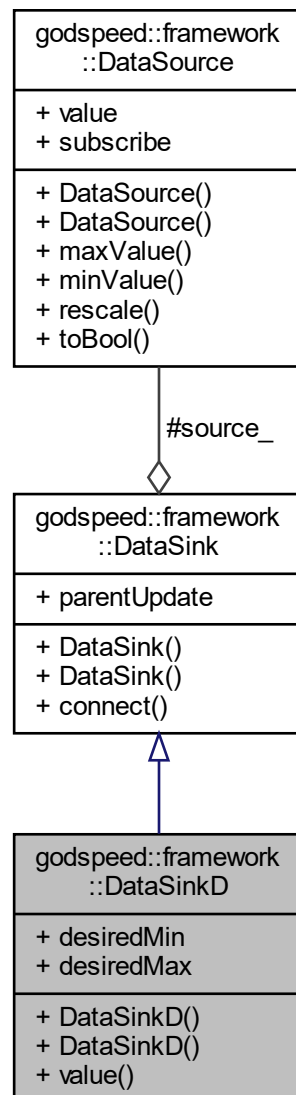 godspeed::framework
::DataSource
+ value
+ subscribe
+ DataSource()
+ DataSource()
+ maxValue()
+ minValue()
+ rescale()
+ toBool()
#source_
godspeed::framework
::DataSink
+ parentUpdate
+ DataSink()
+ DataSink()
+ connect()
godspeed::framework
::DataSinkD
+ desiredMin
+ desiredMax
+ DataSinkD()
+ DataSinkD()
+ value()